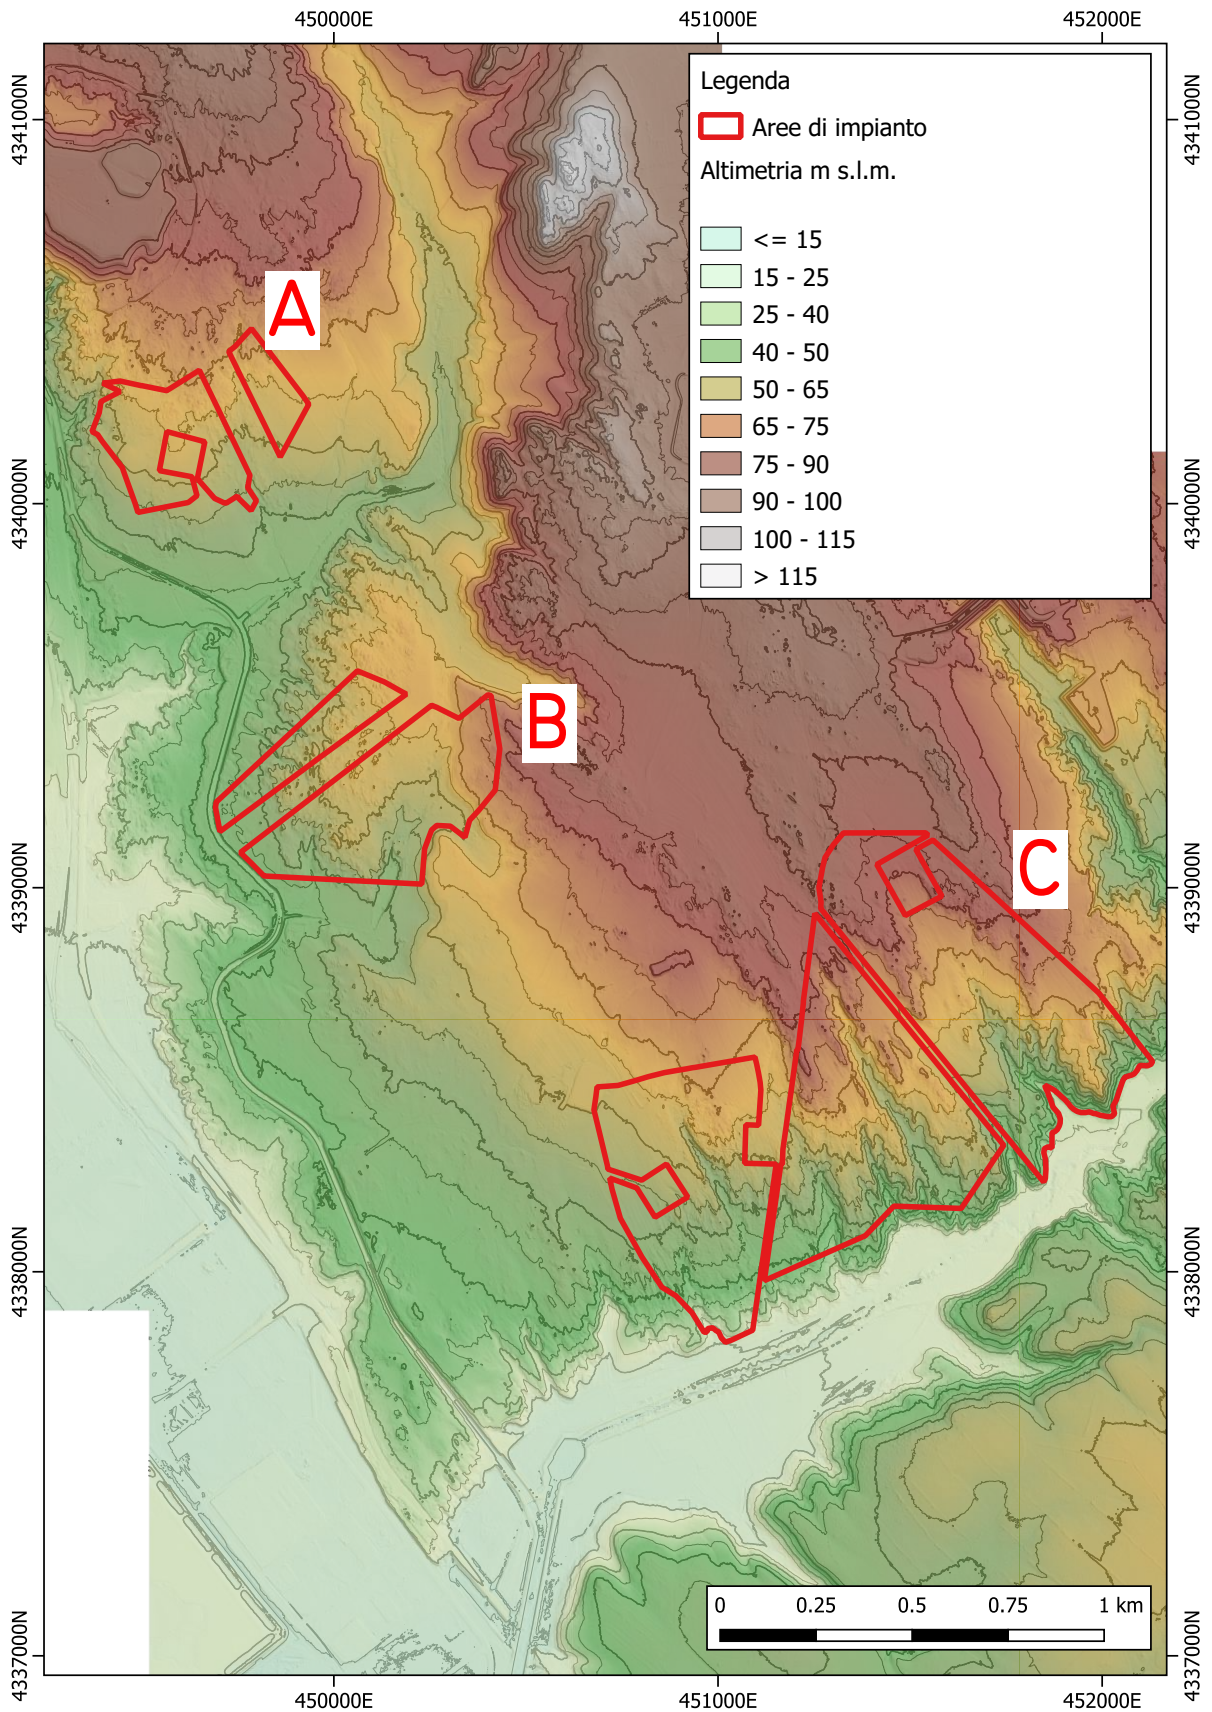 450000E 451000E 452000E
4341000N 4341000N
Legenda
Aree di impianto
Altimetria m s.l.m.
<= 15
15 - 25
25 - 40
40 - 50
50 - 65
65 - 75
75 - 90
90 - 100
100 - 115
> 115
A
4340000N 4340000N
B
C
4339000N 4339000N
4338000N 4338000N
0 0.25 0.5 0.75 1 km
4337000N 4337000N
450000E 451000E 452000E